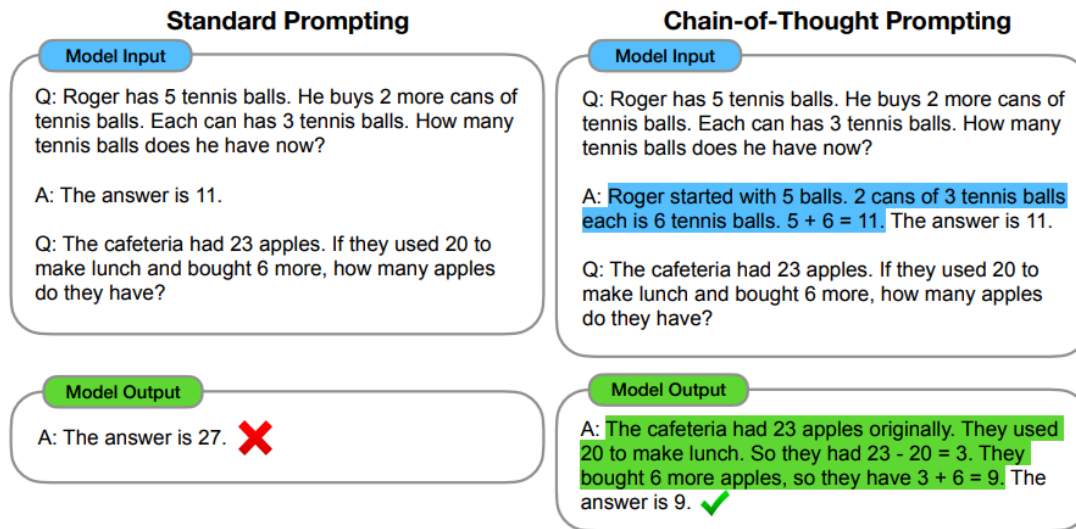 Standard Prompting
Model Input
Q: Roger has 5 tennis balls. He buys 2 more cans of
tennis balls. Each can has 3 tennis balls. How many
tennis balls does he have now?
A: The answer is 11.
Q: The cafeteria had 23 apples. If they used 20 to
make lunch and bought 6 more, how many apples
do they have?
Model Output
A: The answer is 27.
Chain-of-Thought Prompting
Model Input
Q: Roger has 5 tennis balls. He buys 2 more cans of
tennis balls. Each can has 3 tennis balls. How many
tennis balls does he have now?
A: Roger started with 5 balls. 2 cans of 3 tennis balls
each is 6 tennis balls. 5 + 6 = 11. The answer is 11.
Q: The cafeteria had 23 apples. If they used 20 to
make lunch and bought 6 more, how many apples
do they have?
Model Output
A: The cafeteria had 23 apples originally. They used
20 to make lunch. So they had 23 - 20 = 3. They
bought 6 more apples, so they have 3 + 6 = 9. The
answer is 9.